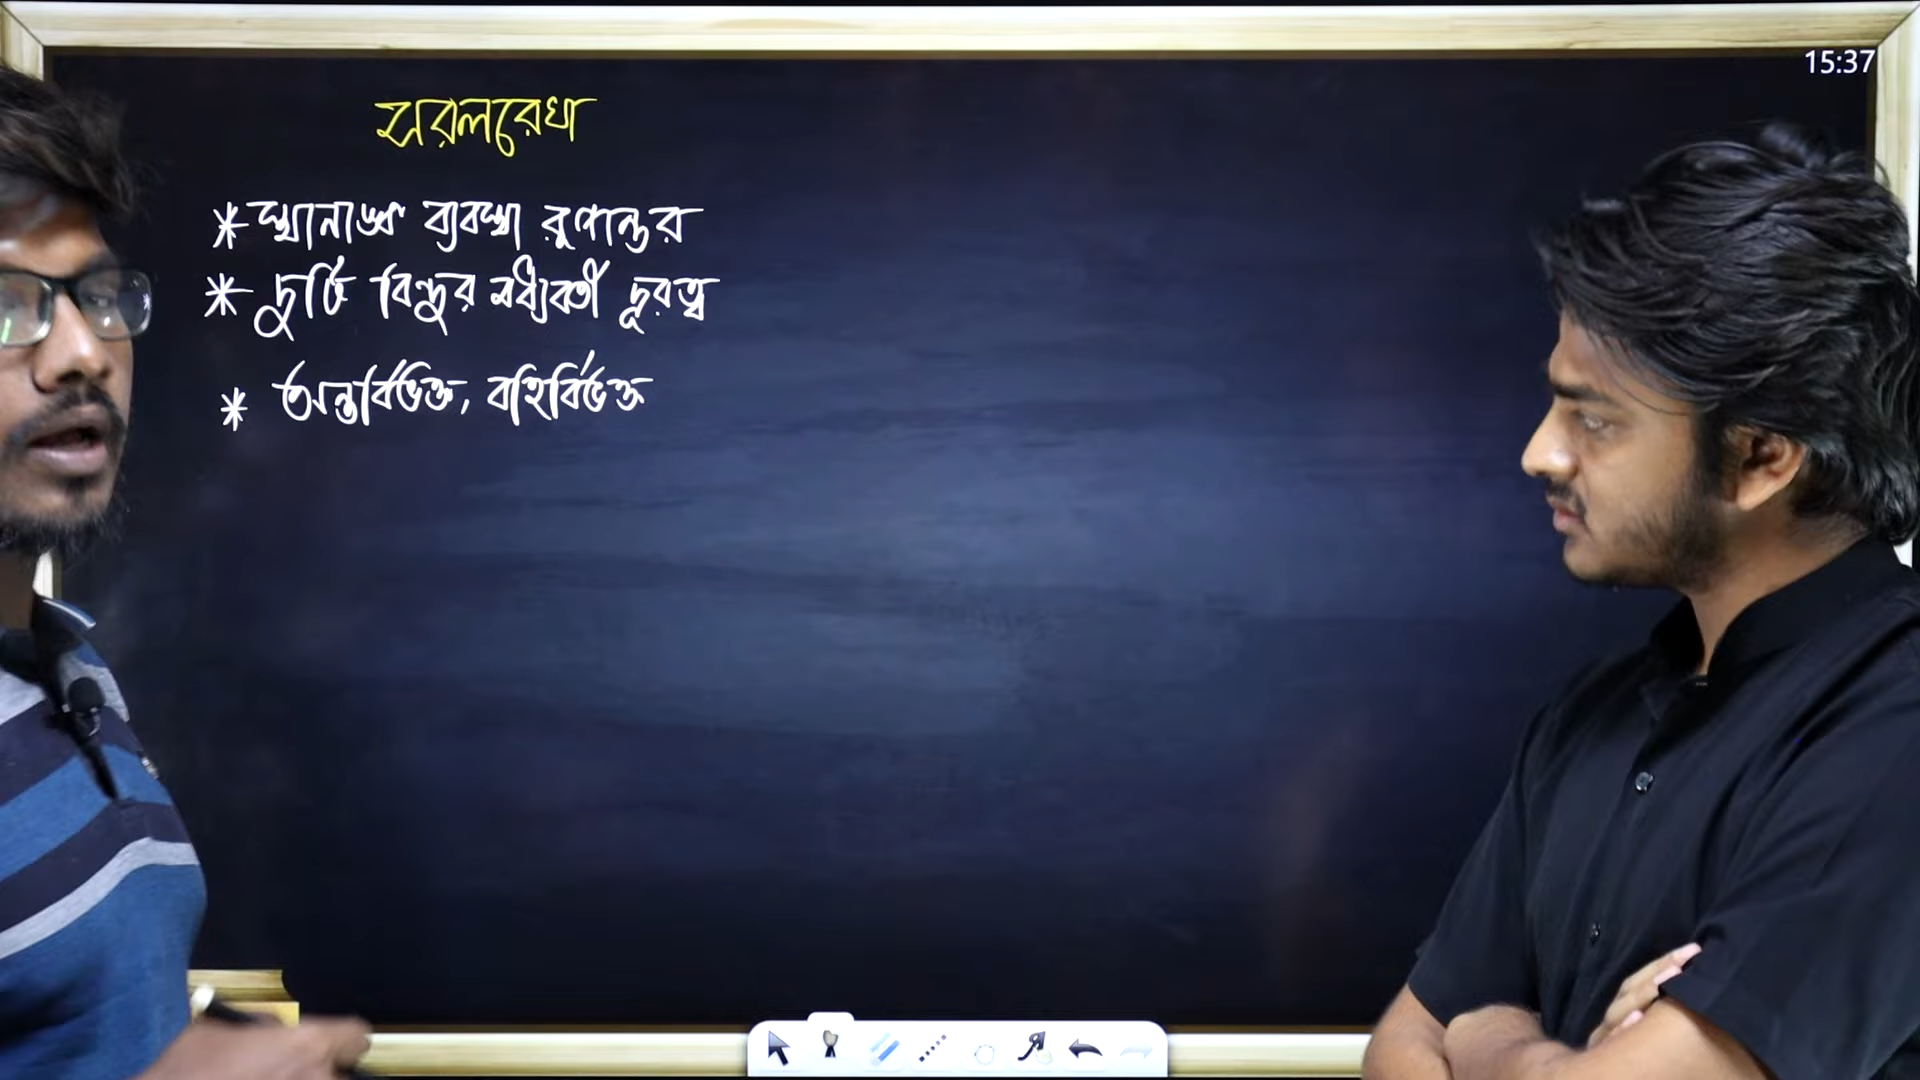 15:37
সরলরেখা
* স্থানাঙ্ক ব্যবস্থা রুপান্তর
* দুটি বিন্দুর মধ্যবর্তী দূরত্ব
* অন্তর্বিভক্ত, বহির্বিভক্ত